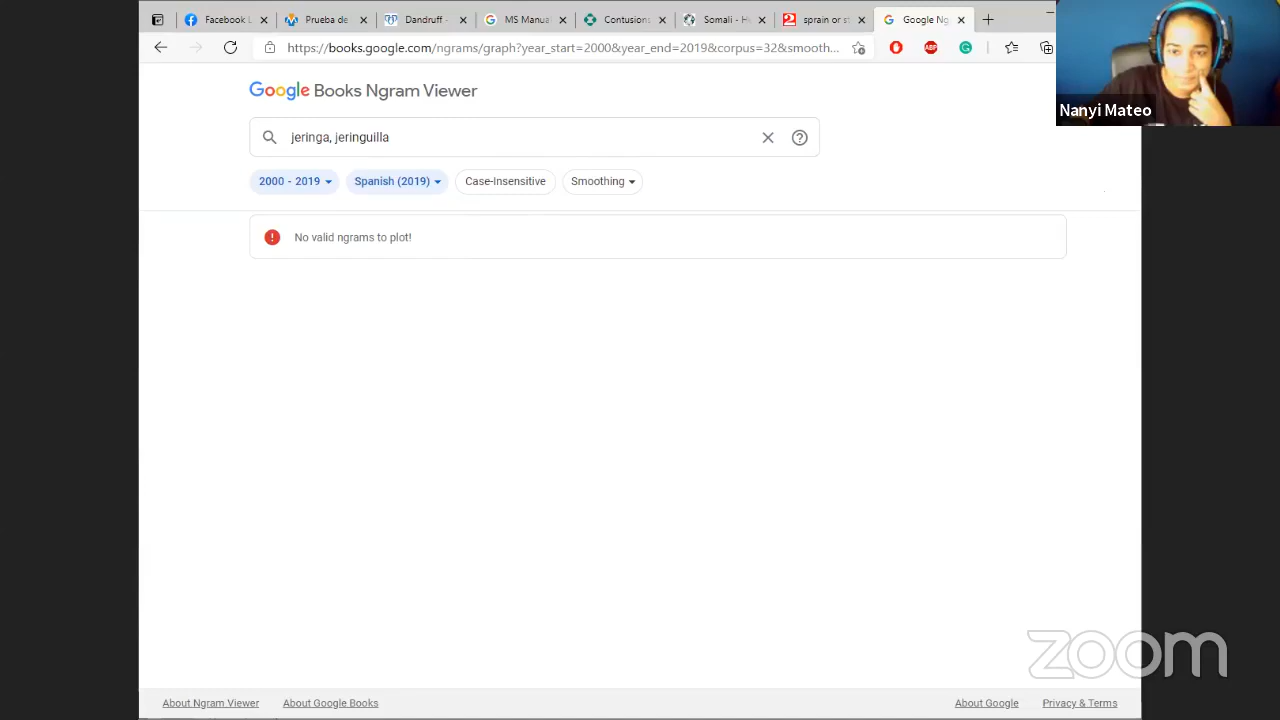 Facebook L
Prueba de
Dandruff -
MS Manua
Contusions
Somali - He
sprain or st
Google Ng
https://books.google.com/ngrams/graph?year_start=2000&year_end=2019&corpus=32&smooth...
ABP
Nanyi Mateo
Google Books Ngram Viewer
jeringa, jeringuilla
2000 - 2019
Spanish (2019)
Case-Insensitive
Smoothing
No valid ngrams to plot!
zoom
About Ngram Viewer
About Google Books
About Google
Privacy & Terms